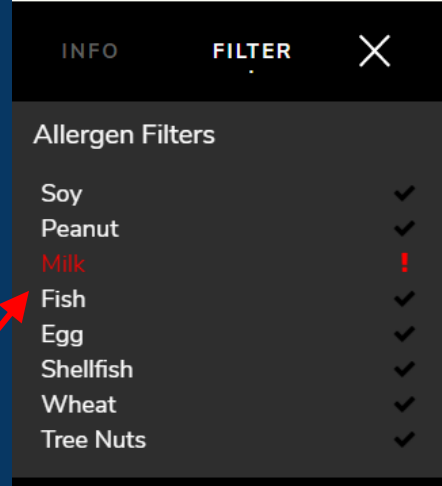 INFO FILTER
Allergen Filters
Soy
Peanut
Milk !
Fish
Egg
Shellfish
Wheat
Tree Nuts